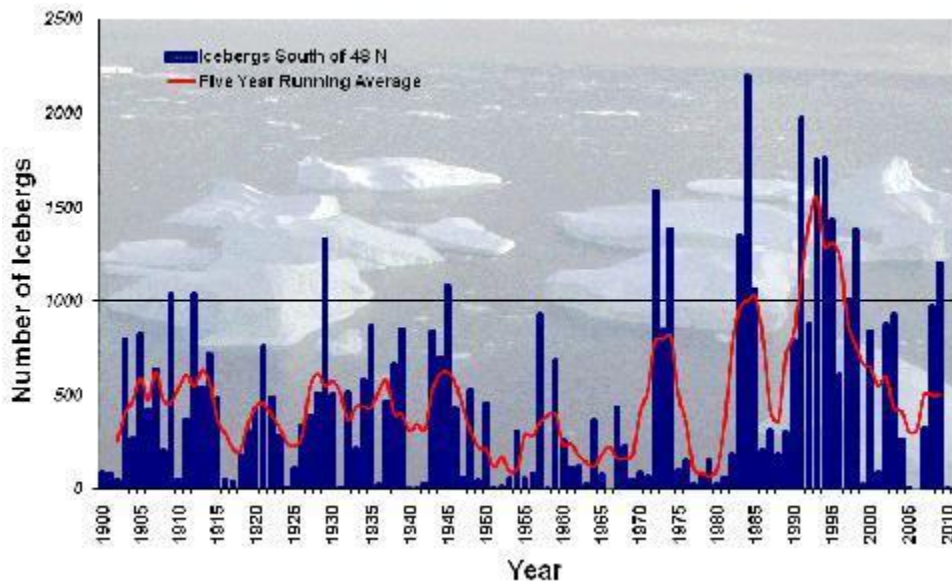 2500
2000
1500
1000
500
0
Number of Icebergs
Icebergs South of 48 N
Five Year Running Average
1900 1905 1910 1915 1920 1925 1930 1935 1940 1945 1950 1955 1960 1965 1970 1975 1980 1985 1990 1995 2000 2005 2010
Year